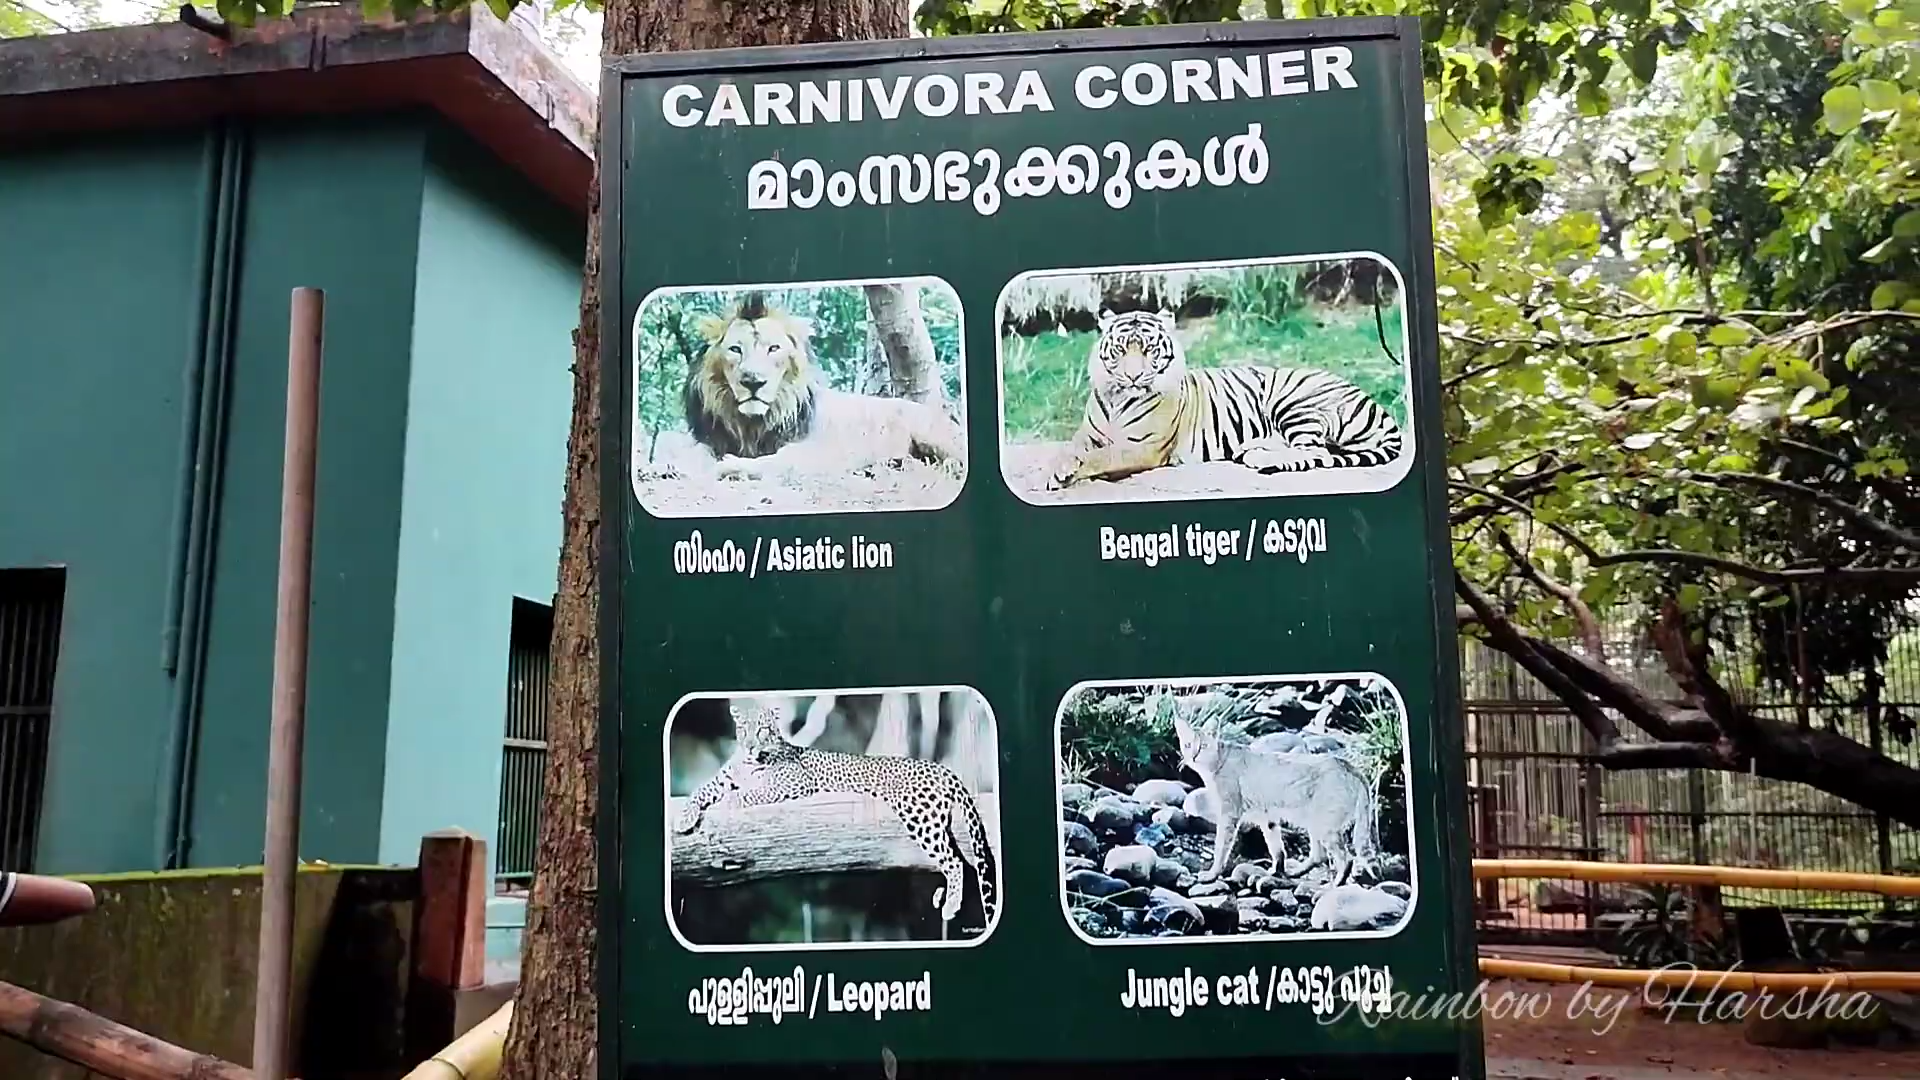 CARNIVORA CORNER
മാംസഭുക്കുകൾ
സിംഹം / Asiatic lion
Bengal tiger / കടുവ
പുള്ളിപ്പുലി / Leopard
Jungle cat /കാട്ടു പൂച്ച
Rainbow by Harsha